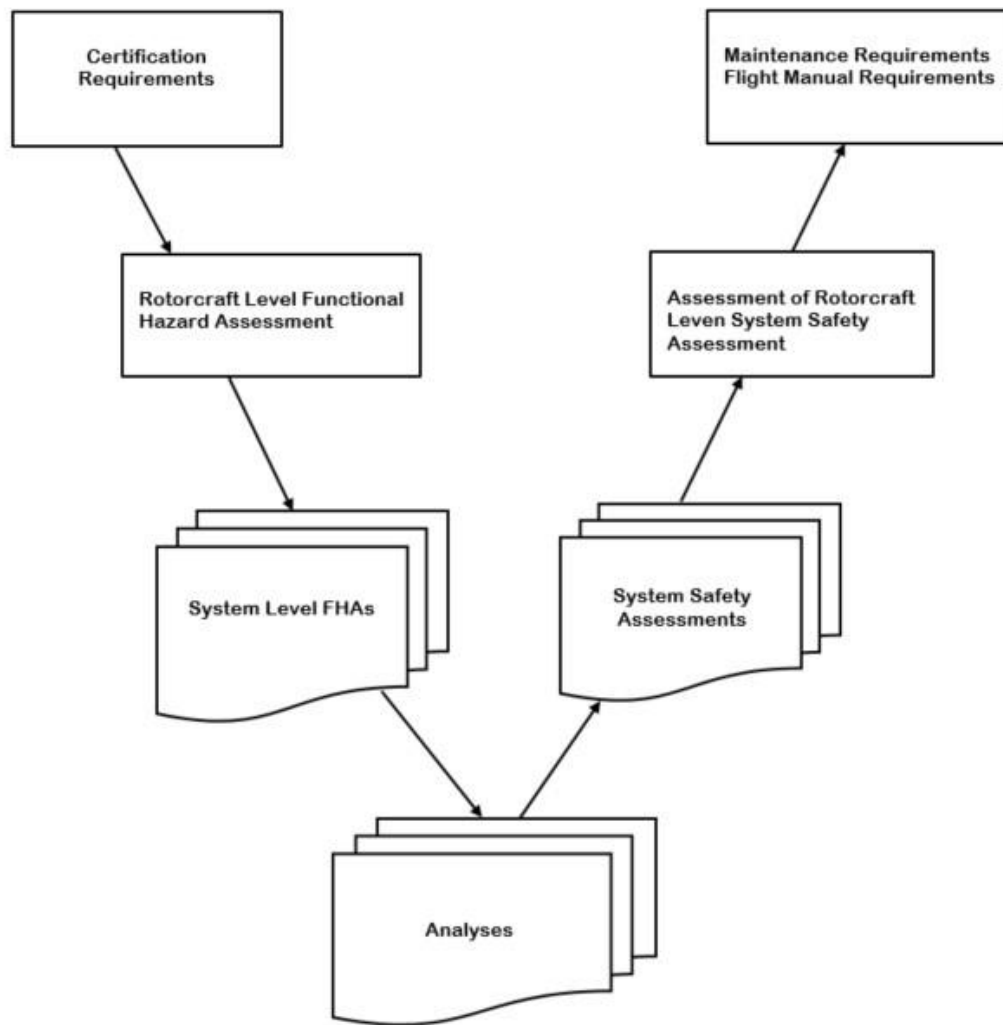 Certification
Requirements
Maintenance Requirements
Flight Manual Requirements
Rotorcraft Level Functional
Hazard Assessment
Assessment of Rotorcraft
Leven System Safety
Assessment
System Level FHAs
System Safety
Assessments
Analyses